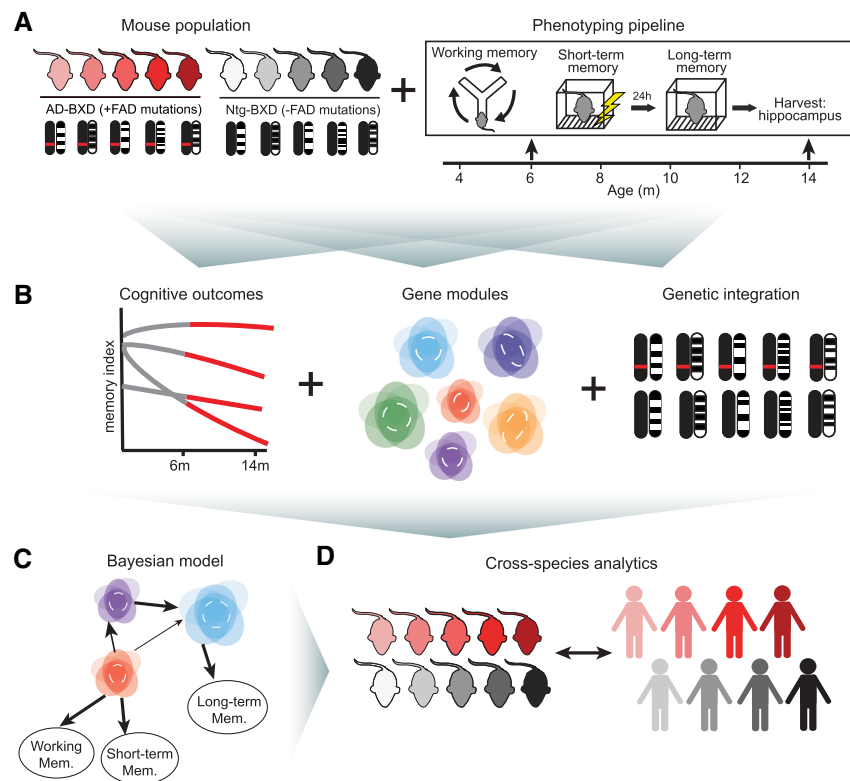 A
Mouse population
AD-BXD (+FAD mutations)
Ntg-BXD (-FAD mutations)
+
Phenotyping pipeline
Working memory
Short-term
memory
24h
Long-term
memory
Harvest:
hippocampus
4
6
8
10
12
14
Age (m)
B
Cognitive outcomes
memory index
6m
14m
+
Gene modules
+
Genetic integration
C
Bayesian model
Long-term
Mem.
Working
Mem.
Short-term
Mem.
D
Cross-species analytics